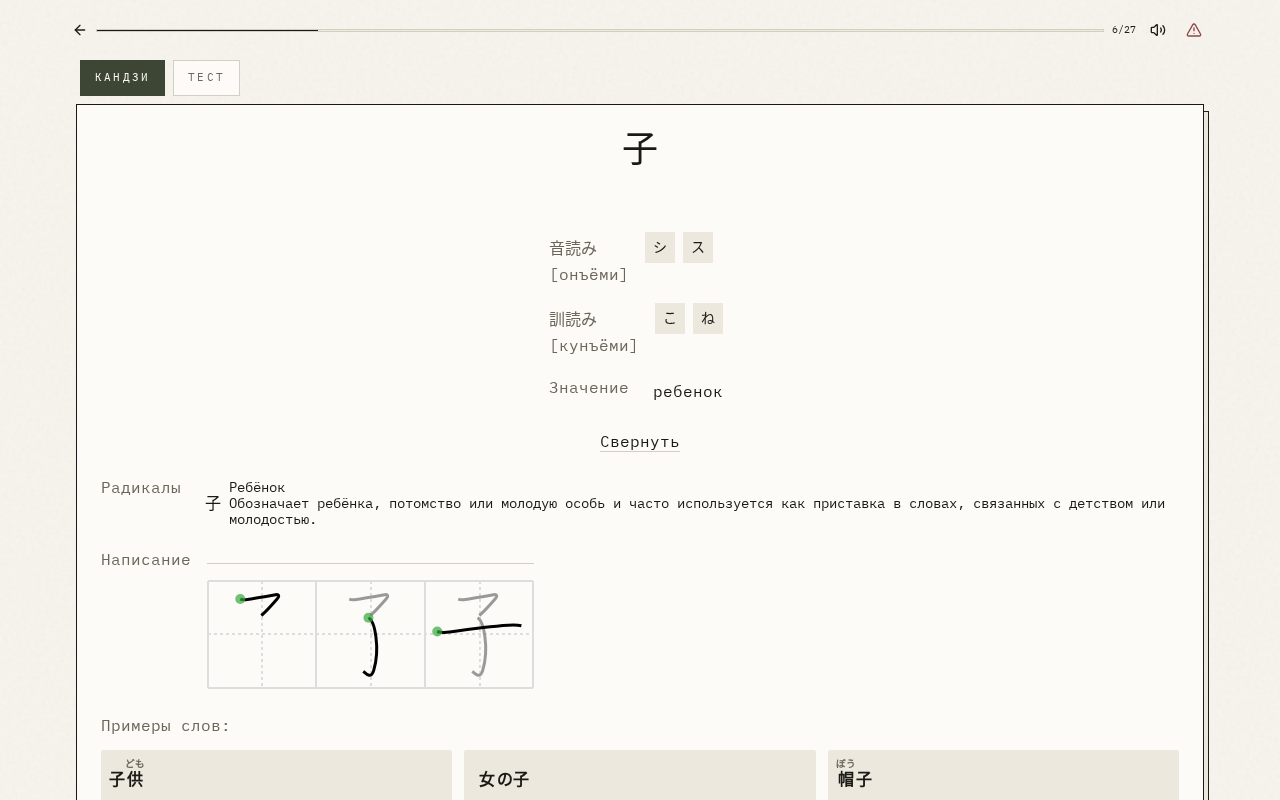 6/27
КАНДЗИ ТЕСТ
子
音読み シ ス
[онъёми]
訓読み こ ね
[кунъёми]
Значение ребенок
Свернуть
Радикалы
子
Ребёнок
Обозначает ребёнка, потомство или молодую особь и часто используется как приставка в словах, связанных с детством или
молодостью.
Написание
Примеры слов:
子供 ども
女の子
帽子 ぼう